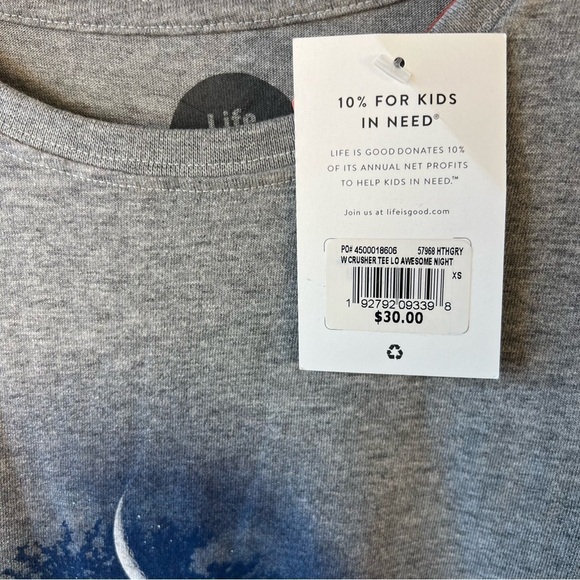 Life
10% FOR KIDS
IN NEED®
LIFE IS GOOD DONATES 10%
OF ITS ANNUAL NET PROFITS
TO HELP KIDS IN NEED.™
Join us at lifeisgood.com
PO# 4500018606 57968 HTHGRY
W CRUSHER TEE LO AWESOME NIGHT
XS
1 92792 09339 8
$30.00